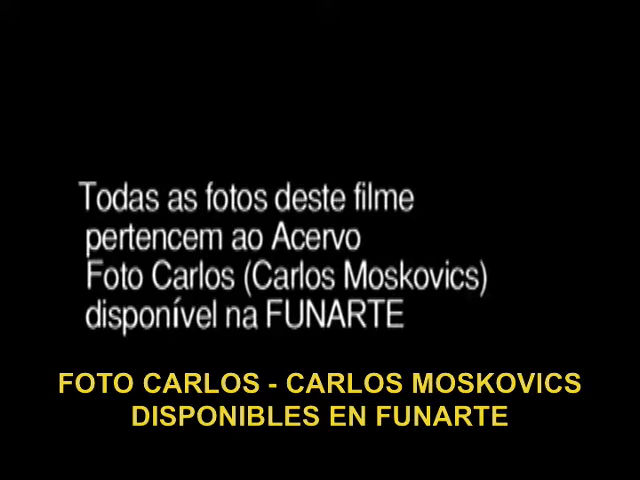 Todas as fotos deste filme
pertencem ao Acervo
Foto Carlos (Carlos Moskovics)
disponível na FUNARTE
FOTO CARLOS - CARLOS MOSKOVICS
DISPONIBLES EN FUNARTE